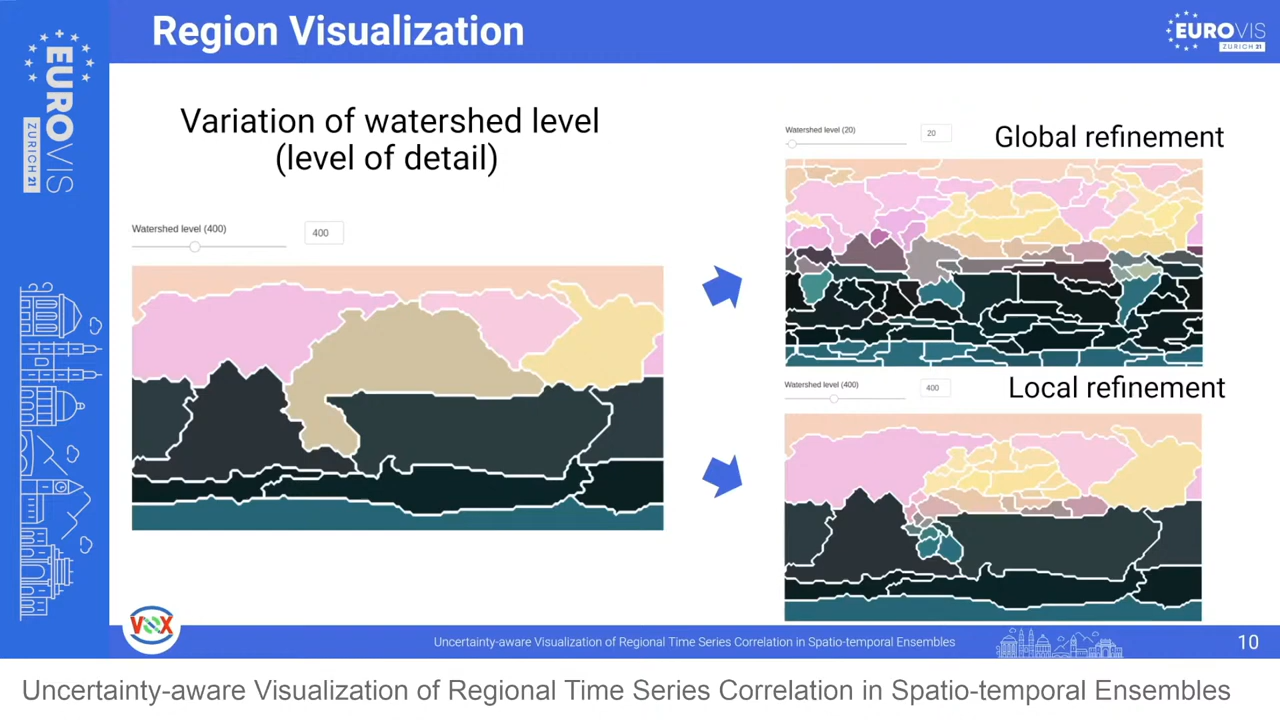 Region Visualization
EUROVIS
ZURICH 21
EUROVIS
ZURICH 21
Variation of watershed level
(level of detail)
Watershed level (400)
400
Watershed level (20)
20
Global refinement
Watershed level (400)
400
Local refinement
VOX
Uncertainty-aware Visualization of Regional Time Series Correlation in Spatio-temporal Ensembles
10
Uncertainty-aware Visualization of Regional Time Series Correlation in Spatio-temporal Ensembles